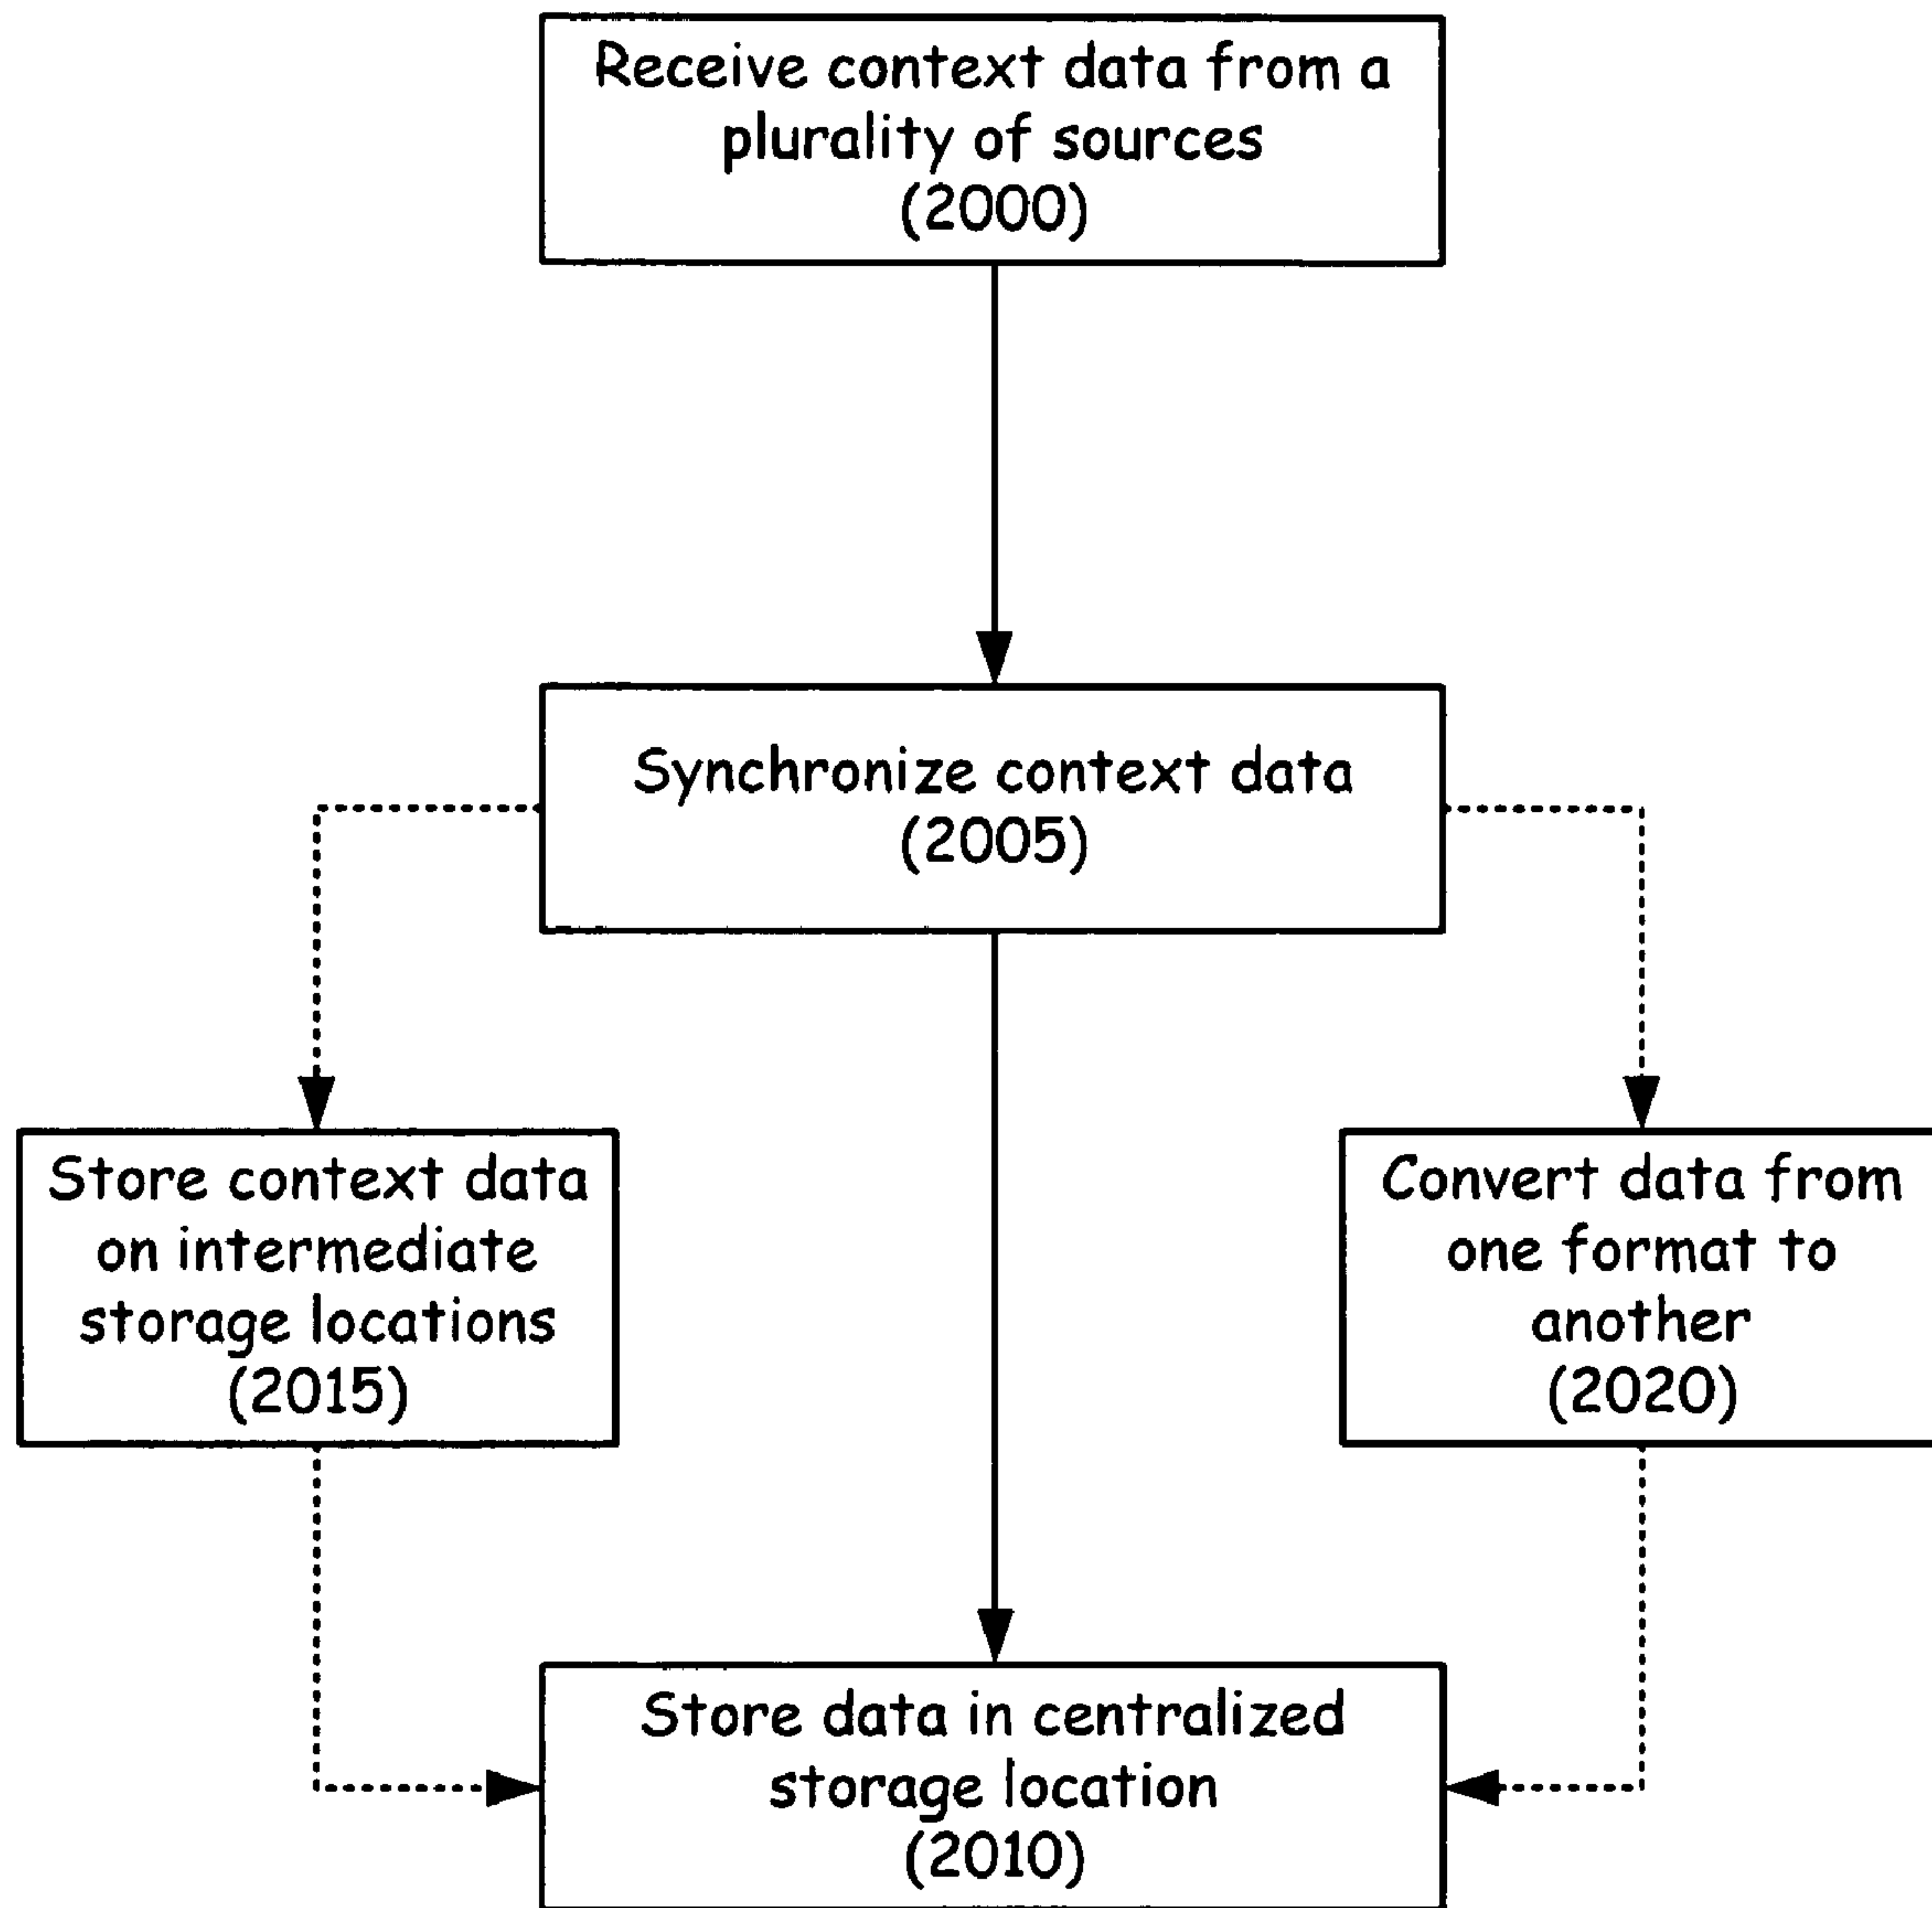 Receive context data from a
plurality of sources
(2000)
Synchronize context data
(2005)
Store context data
on intermediate
storage locations
(2015)
Convert data from
one format to
another
(2020)
Store data in centralized
storage location
(2010)